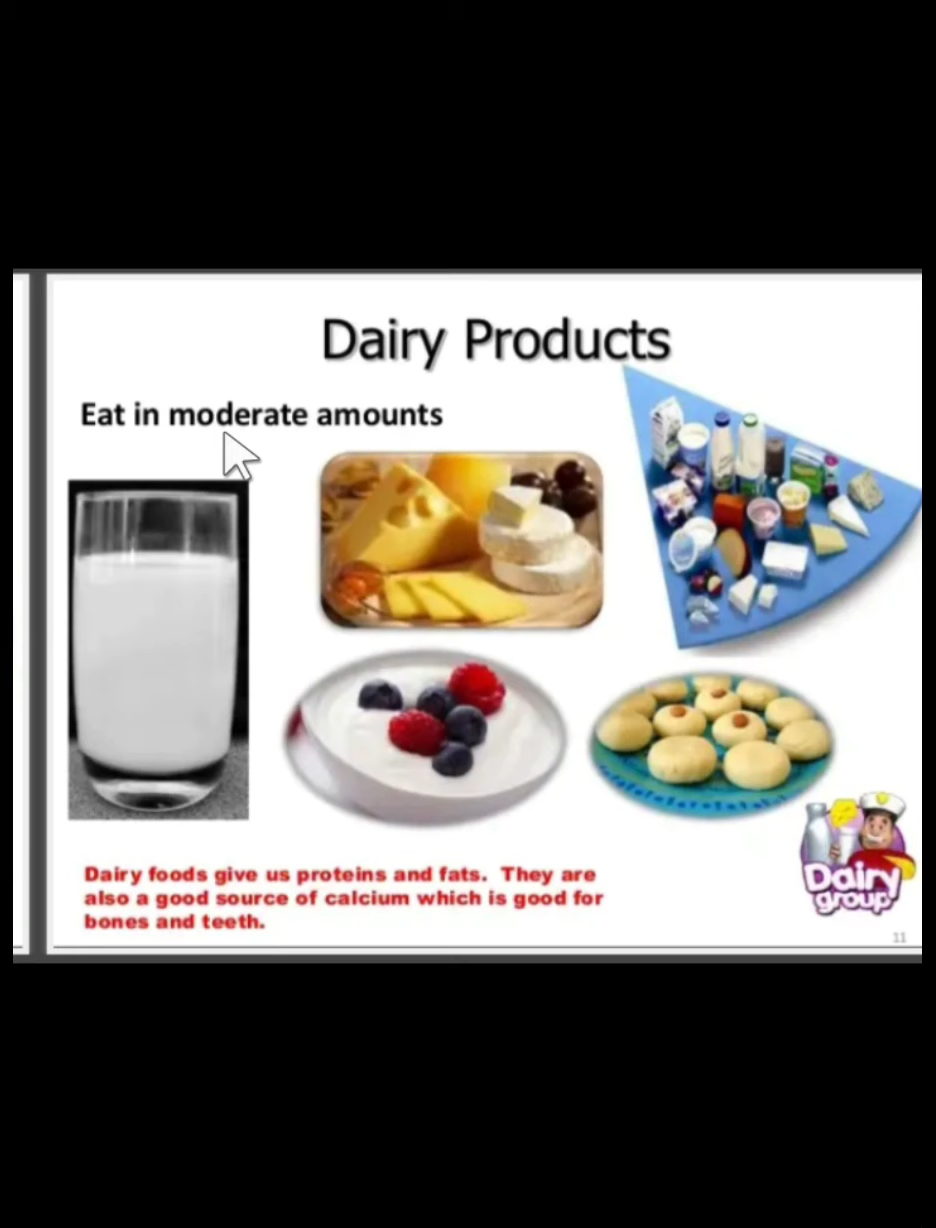 Dairy Products
Eat in moderate amounts
Dairy foods give us proteins and fats. They are
also a good source of calcium which is good for
bones and teeth.
Dairy
group
11